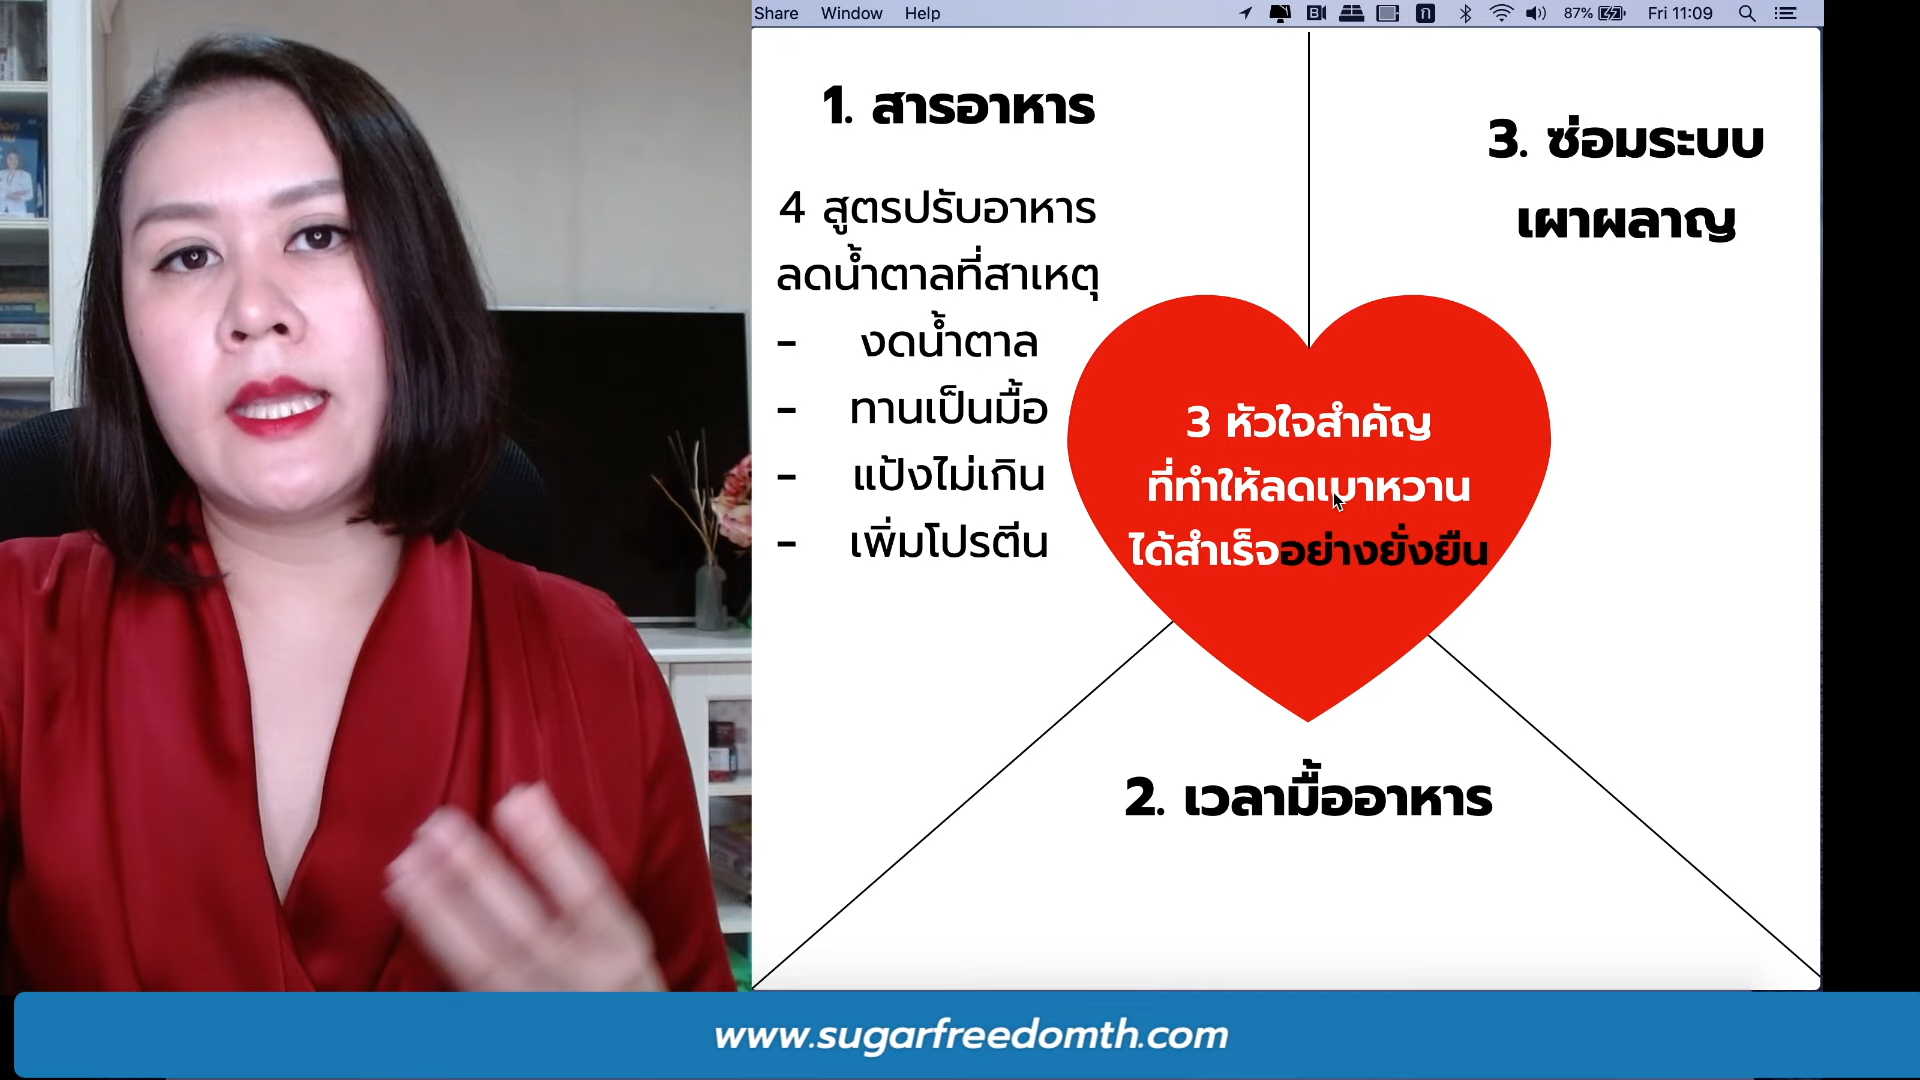 Share Window Help
87% Fri 11:09
1. สารอาหาร
4 สูตรปรับอาหาร
ลดน้ำตาลที่สาเหตุ
- งดน้ำตาล
- ทานเป็นมื้อ
- แป้งไม่เกิน
- เพิ่มโปรตีน
3. ซ่อมระบบ
เผาผลาญ
3 หัวใจสำคัญ
ที่ทำให้ลดเบาหวาน
ได้สำเร็จอย่างยั่งยืน
2. เวลามื้ออาหาร
www.sugarfreedomth.com